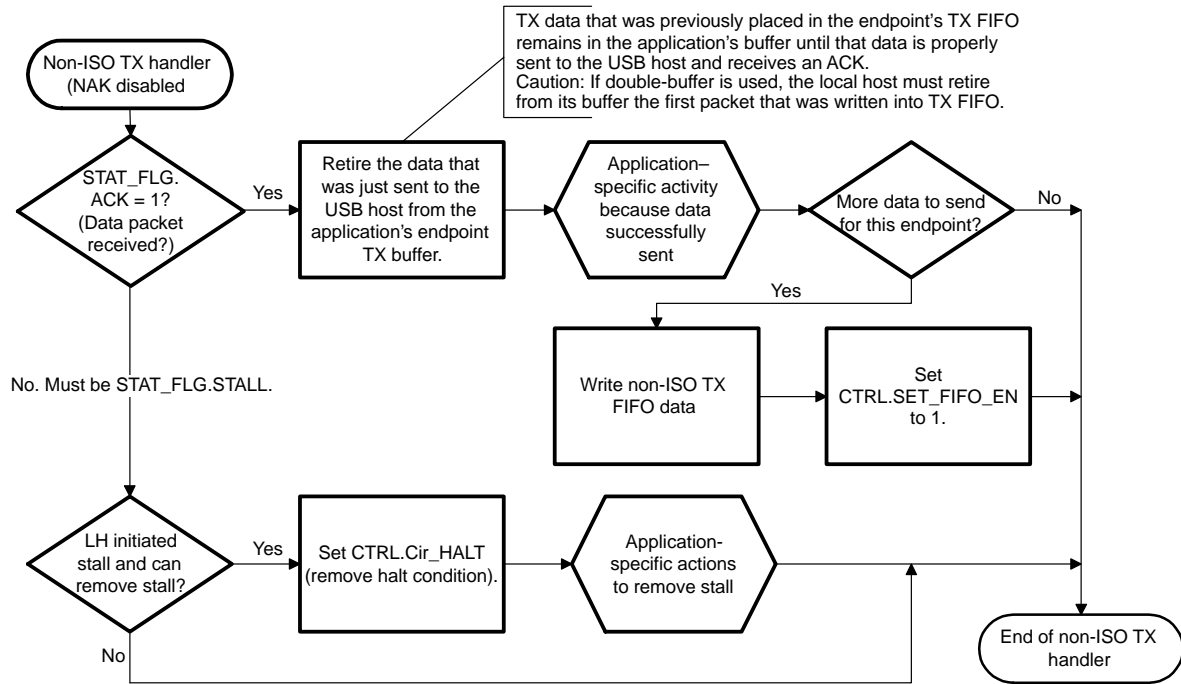 TX data that was previously placed in the endpoint's TX FIFO
remains in the application's buffer until that data is properly
sent to the USB host and receives an ACK.
Caution: If double-buffer is used, the local host must retire
from its buffer the first packet that was written into TX FIFO.
Non-ISO TX handler
(NAK disabled
STAT_FLG.
ACK = 1?
(Data packet
received?)
Yes
Retire the data that
was just sent to the
USB host from the
application's endpoint
TX buffer.
Application–
specific activity
because data
successfully
sent
More data to send
for this endpoint?
No
Yes
Write non-ISO TX
FIFO data
Set
CTRL.SET_FIFO_EN
to 1.
No. Must be STAT_FLG.STALL.
LH initiated
stall and can
remove stall?
Yes
Set CTRL.Cir_HALT
(remove halt condition).
Application-
specific actions
to remove stall
No
End of non-ISO TX
handler